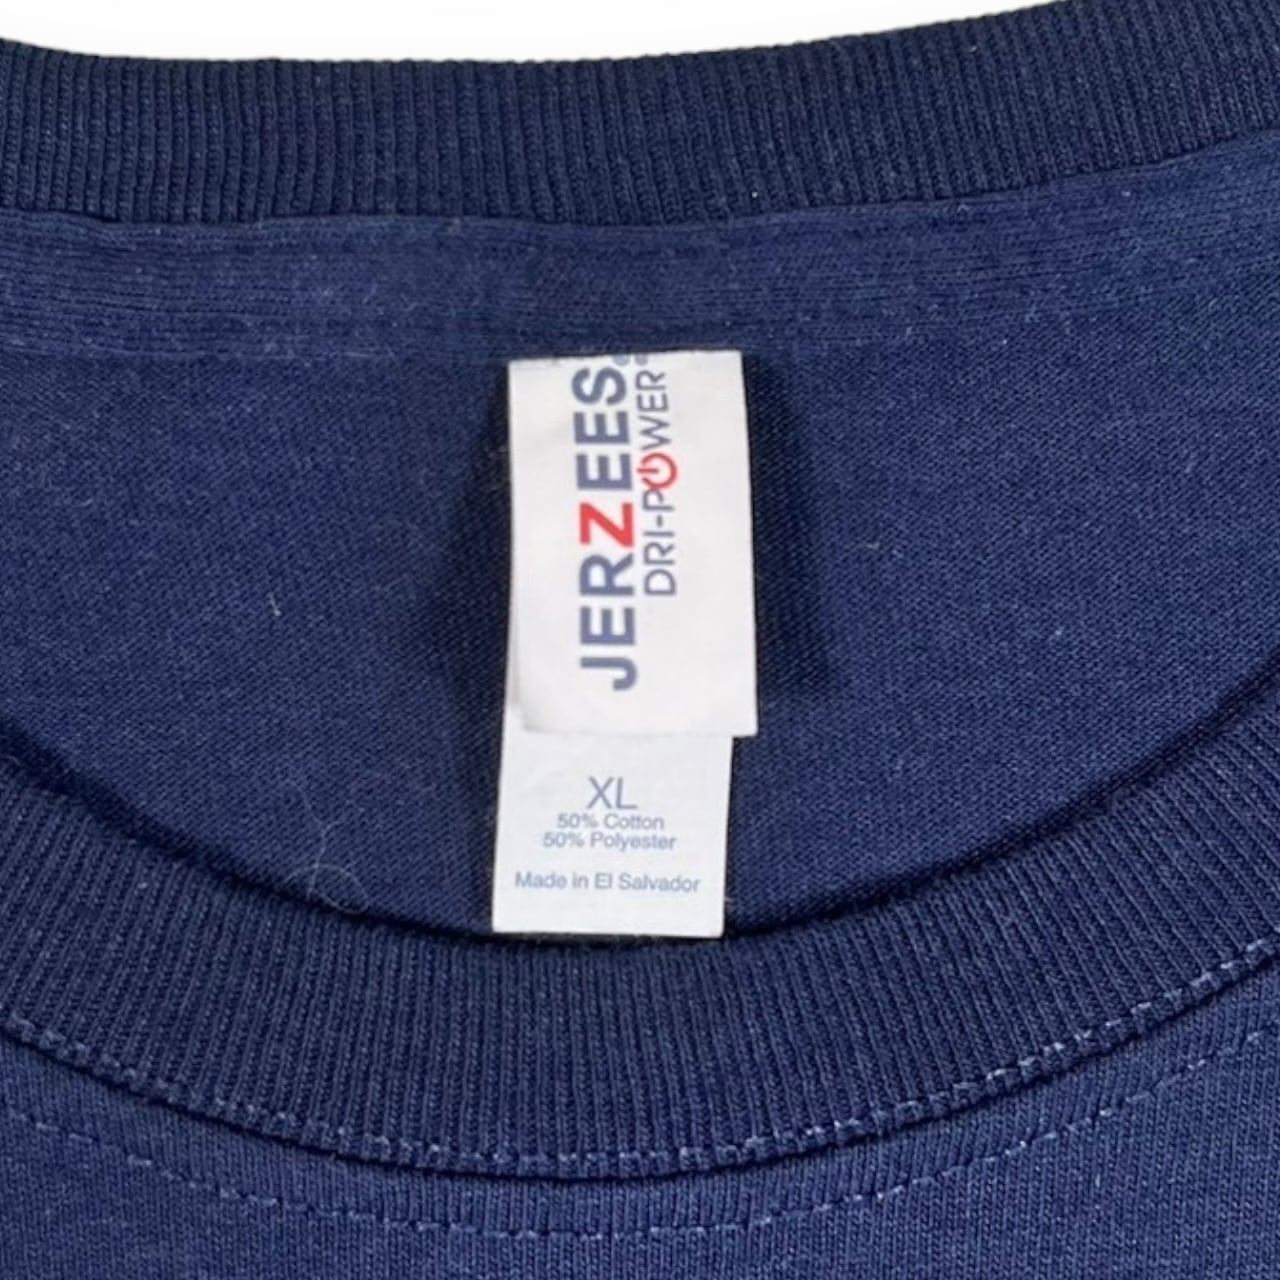 JERZEES®
DRI-POWER®
XL
50% Cotton
50% Polyester
Made in El Salvador